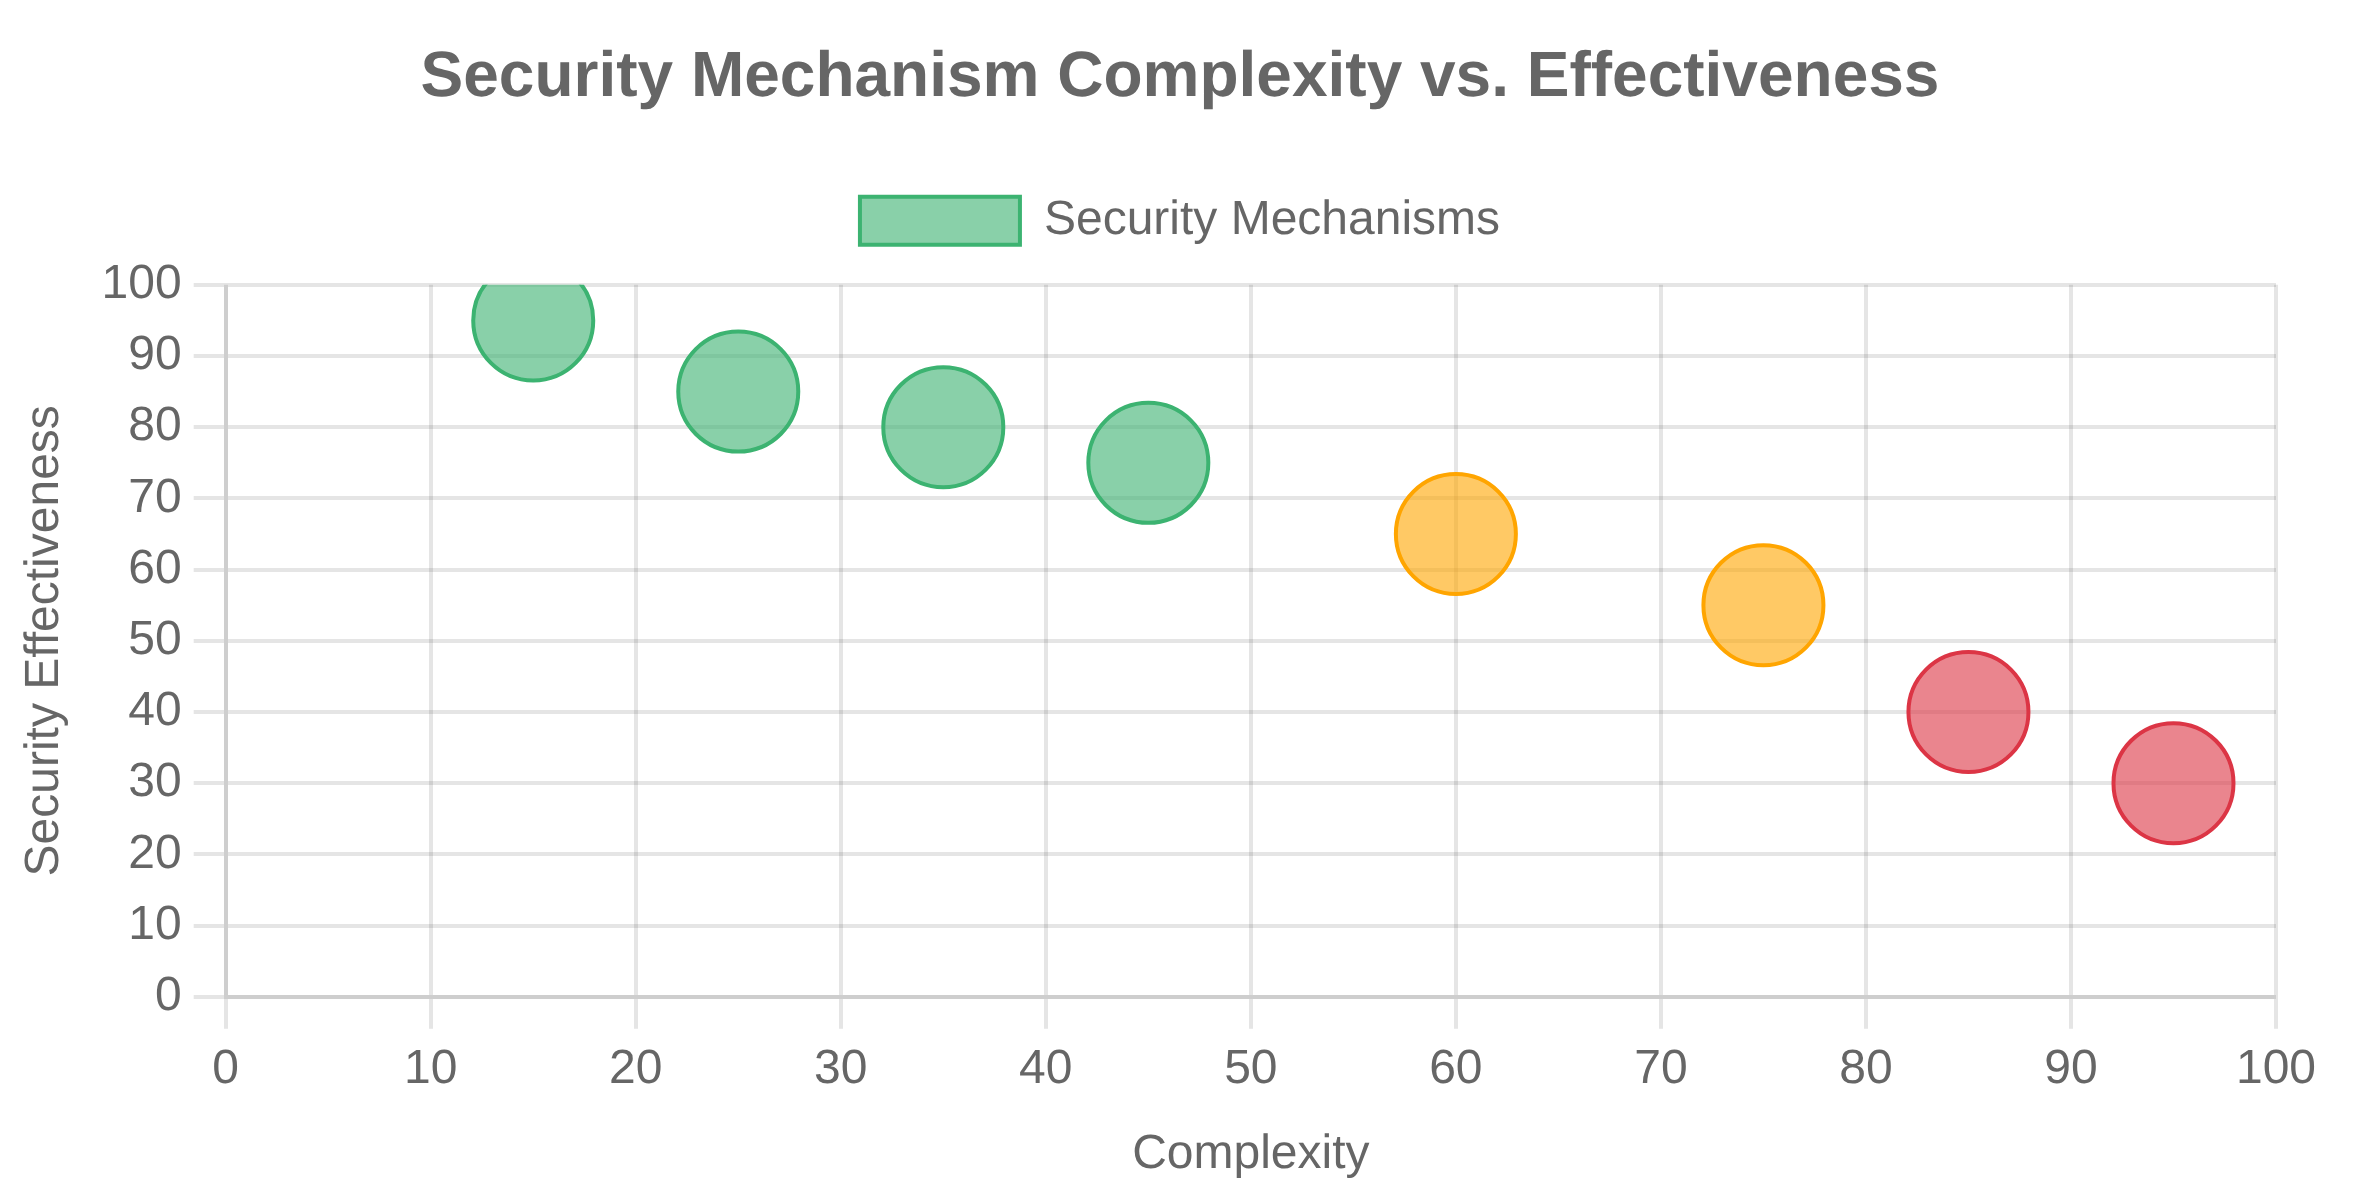 Security Mechanism Complexity vs. Effectiveness
Security Mechanisms
Security Effectiveness
100
90
80
70
60
50
40
30
20
10
0
0 10 20 30 40 50 60 70 80 90 100
Complexity